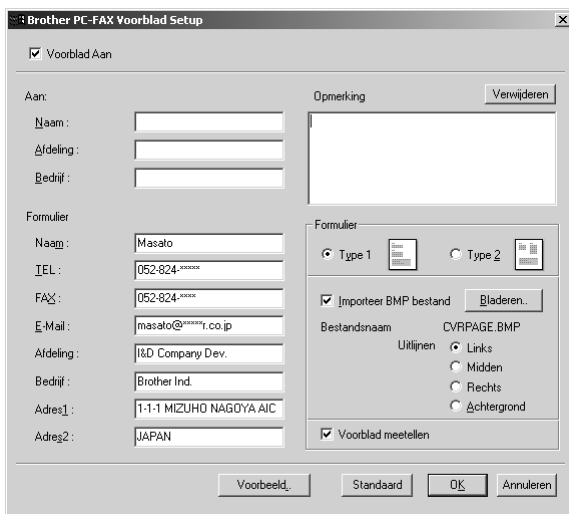 Brother PC-FAX Voorblad Setup
Voorblad Aan
Aan:
Naam :
Afdeling :
Bedrijf :
Opmerking
Verwijderen
Formulier
Naam : Masato
TEL : 052-824-*****
FAX : 052-824-****
E-Mail : masato@*****r.co.jp
Afdeling : I&D Company Dev.
Bedrijf : Brother Ind.
Adres1 : 1-1-1 MIZUHO NAGOYA AIC
Adres2 : JAPAN
Formulier
Type 1 Type 2
Importeer BMP bestand Bladeren..
Bestandsnaam CVRPAGE.BMP
Uitlijnen Links
Midden
Rechts
Achtergrond
Voorblad meetellen
Voorbeeld.. Standaard OK Annuleren